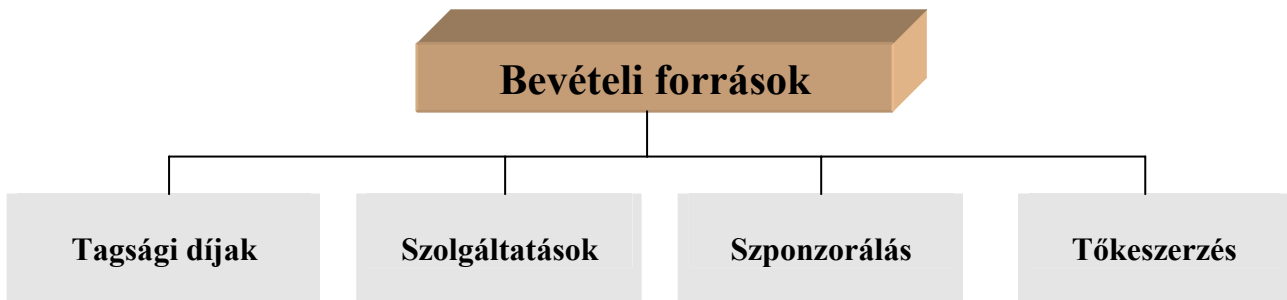 Bevételi források
Tagsági díjak
Szolgáltatások
Szponzorálás
Tőkeszerzés